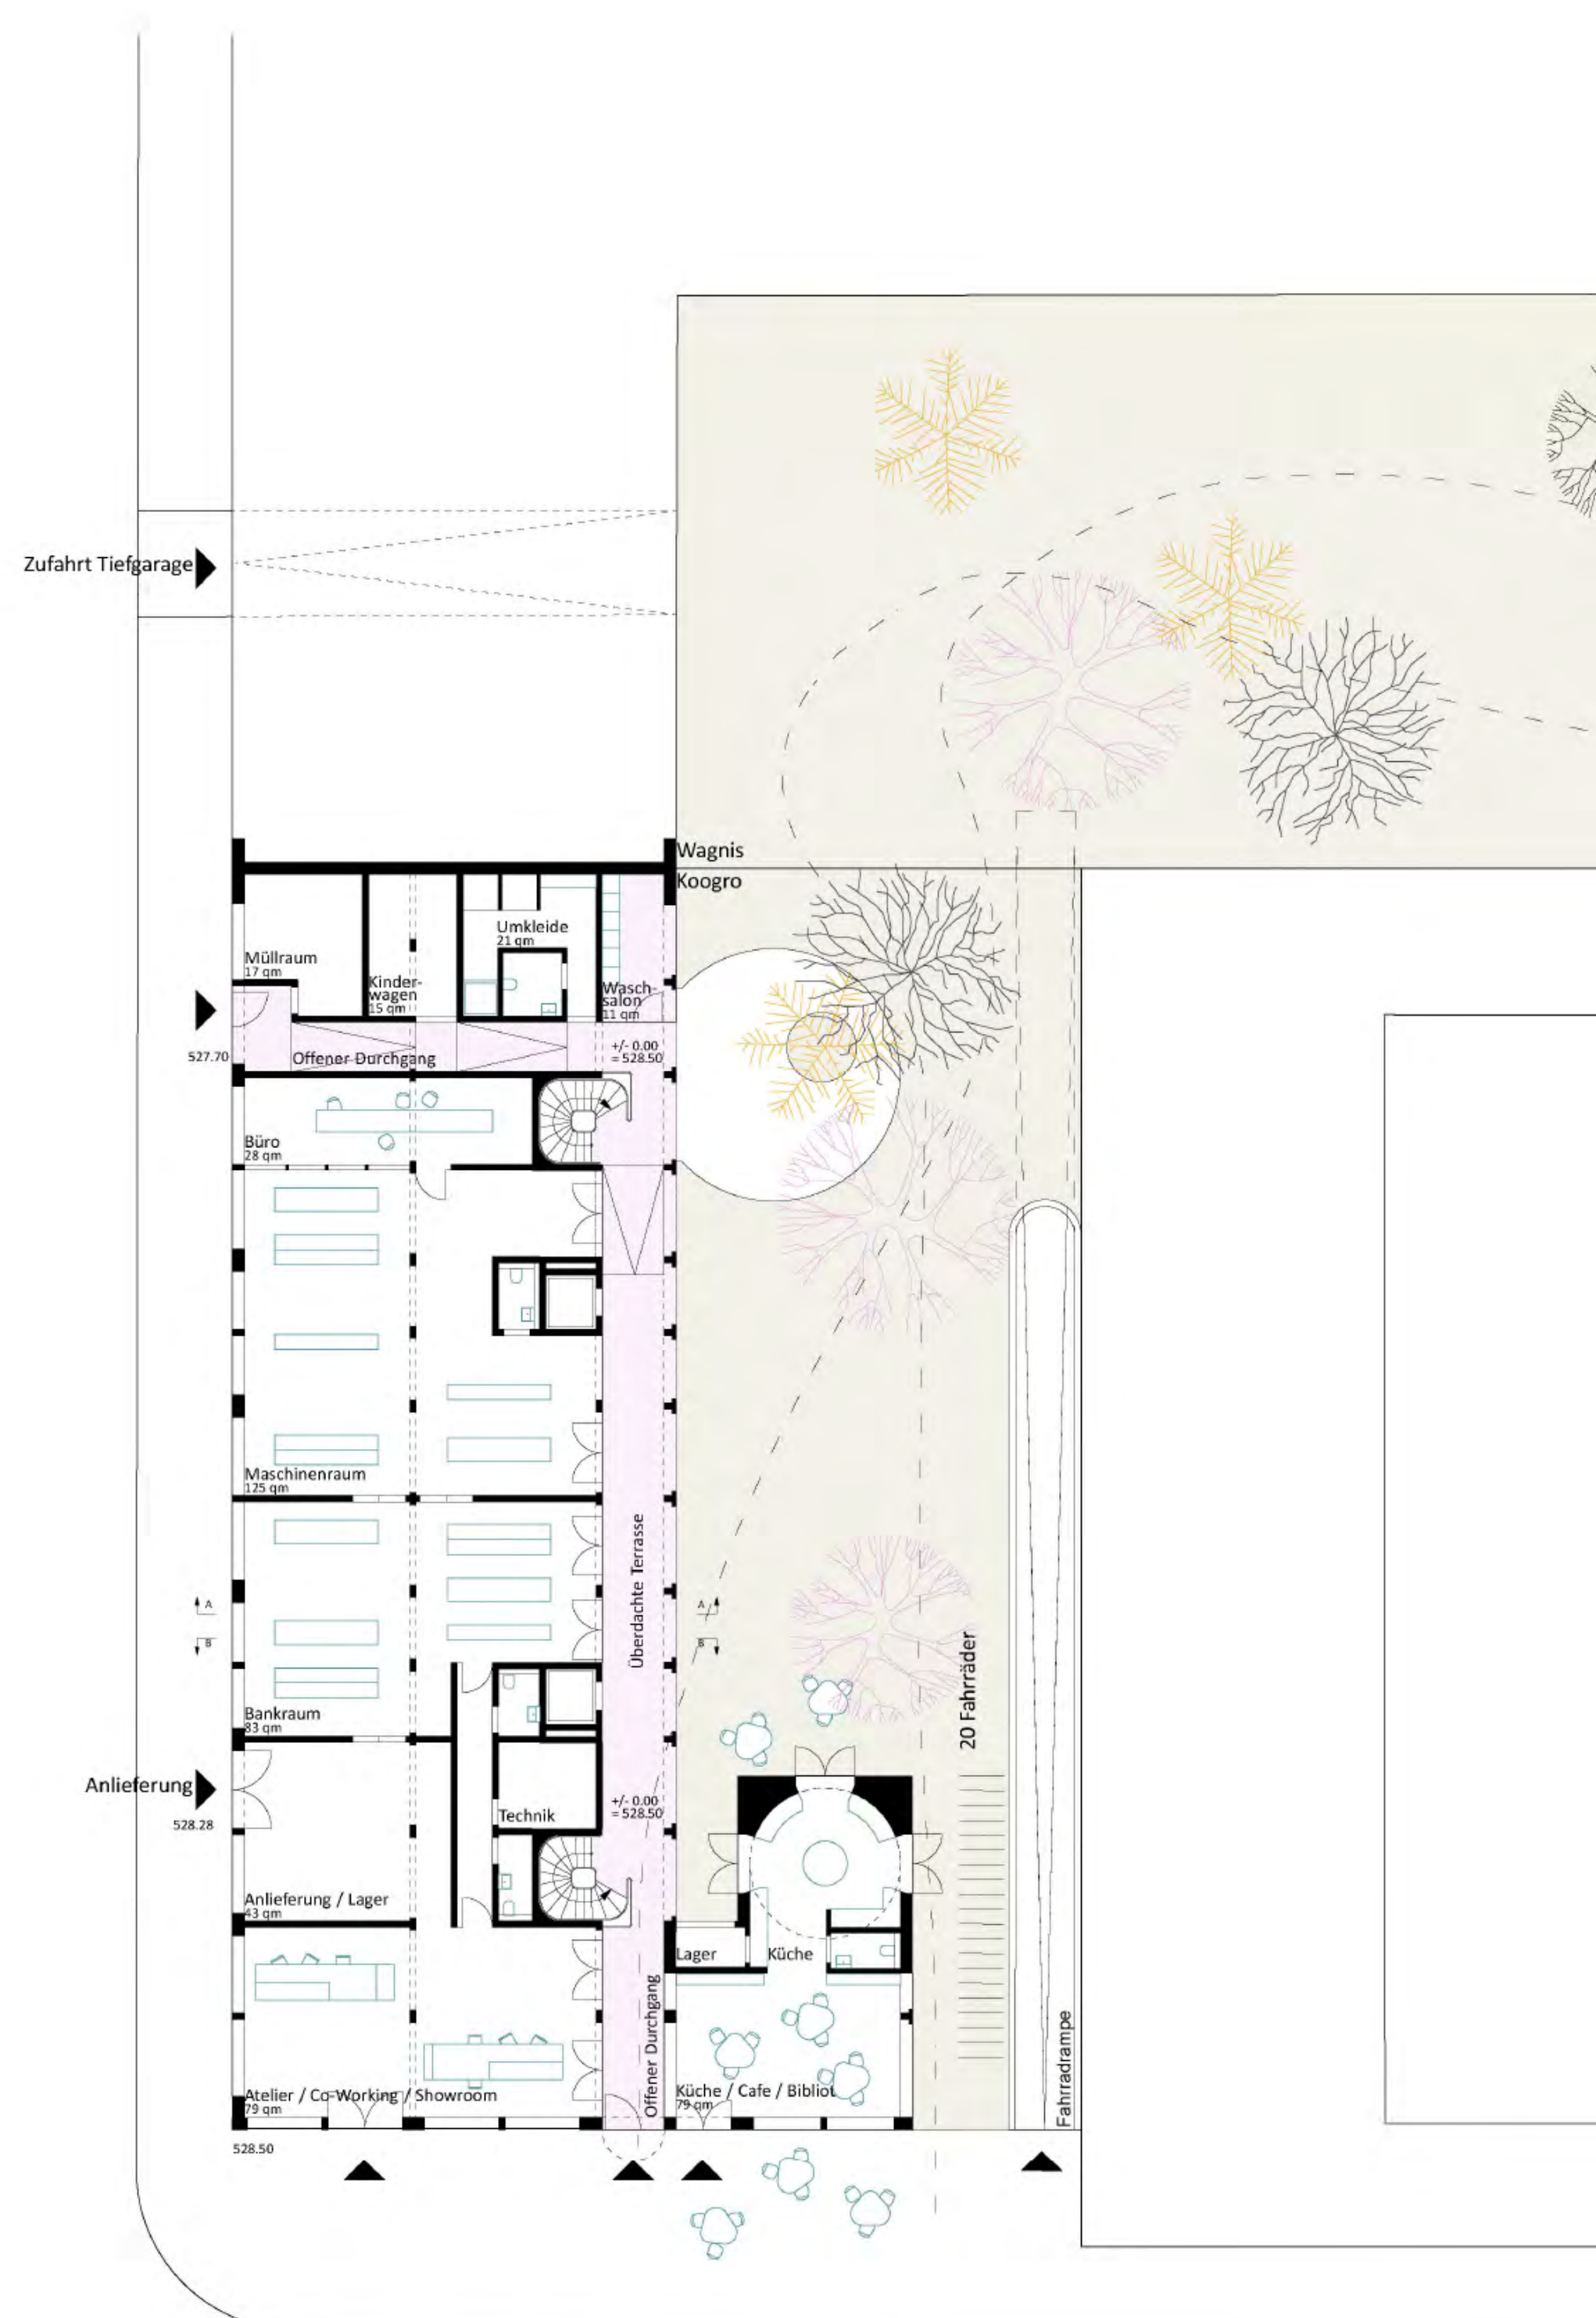 Zufahrt Tiefgarage
Wagnis
Koogro
Umkleide
21 qm
Müllraum
17 qm
Kinder-
wagen
15 qm
Wasch-
salon
11 qm
527.70
Offener Durchgang
+/- 0.00
= 528.50
Büro
28 qm
Maschinenraum
125 qm
Überdachte Terrasse
A
A
B
B
20 Fahrräder
Bankraum
83 qm
Anlieferung
528.28
Technik
+/- 0.00
= 528.50
Anlieferung / Lager
43 qm
Lager
Küche
Offener Durchgang
Fahrradrampe
Atelier / Co-Working / Showroom
79 qm
Küche / Cafe / Bibliot
79 qm
528.50